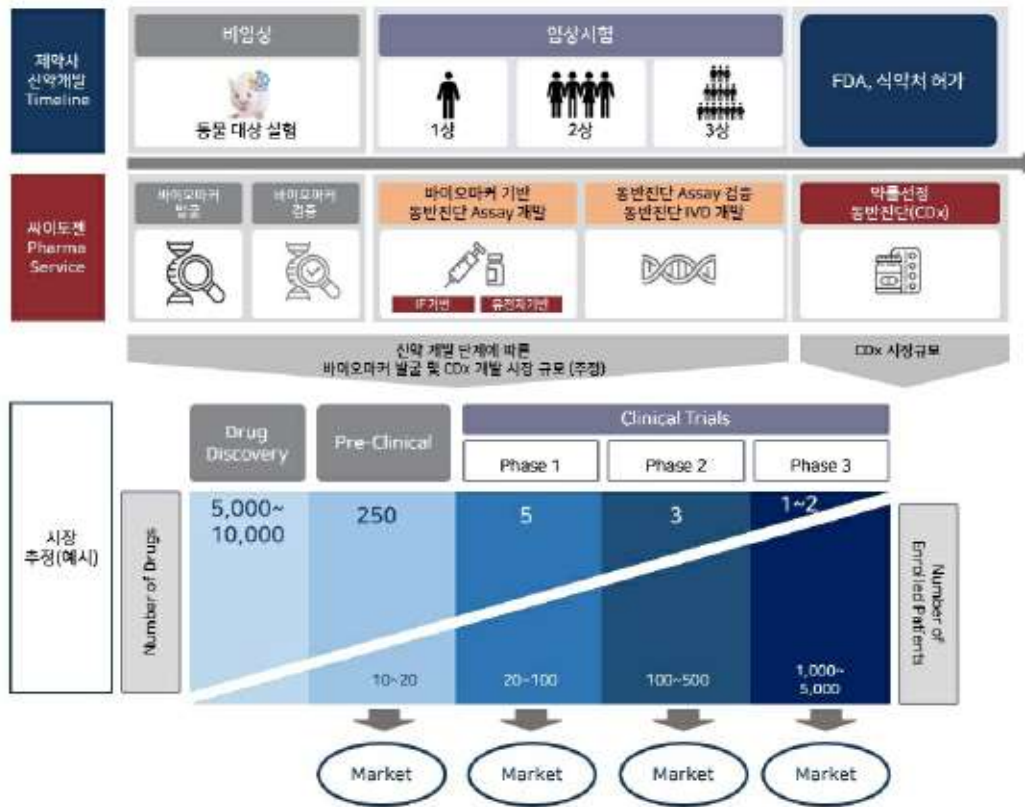 제약사
신약개발
Timeline
비임상
동물 대상 실험
임상시험
1상
2상
3상
FDA, 식약처 허가
싸이토젠
Pharma
Service
바이오마커
발굴
바이오마커
검증
바이오마커 기반
동반진단 Assay 개발
IF기반
유전자기반
동반진단 Assay 검증
동반진단 IVD 개발
약물선정
동반진단(CDx)
신약 개발 단계에 따른
바이오마커 발굴 및 CDx 개발 시장 규모 (추정)
CDx 시장규모
시장
추정(예시)
Drug
Discovery
Pre-Clinical
Clinical Trials
Phase 1
Phase 2
Phase 3
Number of Drugs
5,000~
10,000
250
5
3
1~2
Number of
Enrolled Patients
10~20
20~100
100~500
1,000~
5,000
Market
Market
Market
Market